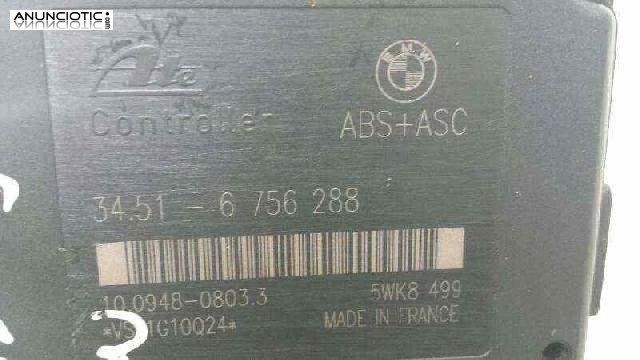 ANUNCIOTIC
Ate
BMW
Controller
ABS+ASC
34.51 - 6 756 288
10.0948-0803.3
5WK8 499
1G10Q24*
MADE IN FRANCE